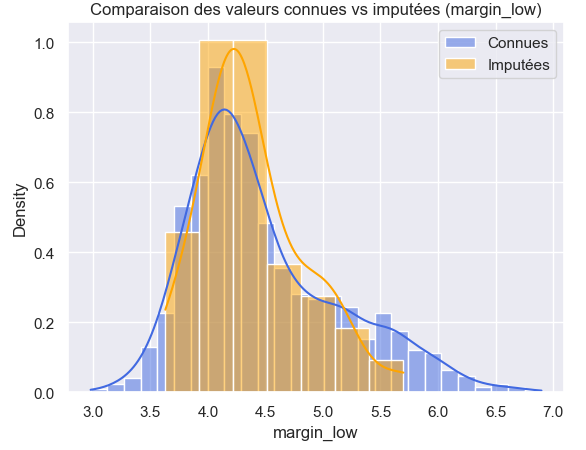 Comparaison des valeurs connues vs imputées (margin_low)
Connues
Imputées
Density
1.0
0.8
0.6
0.4
0.2
0.0
3.0 3.5 4.0 4.5 5.0 5.5 6.0 6.5 7.0
margin_low